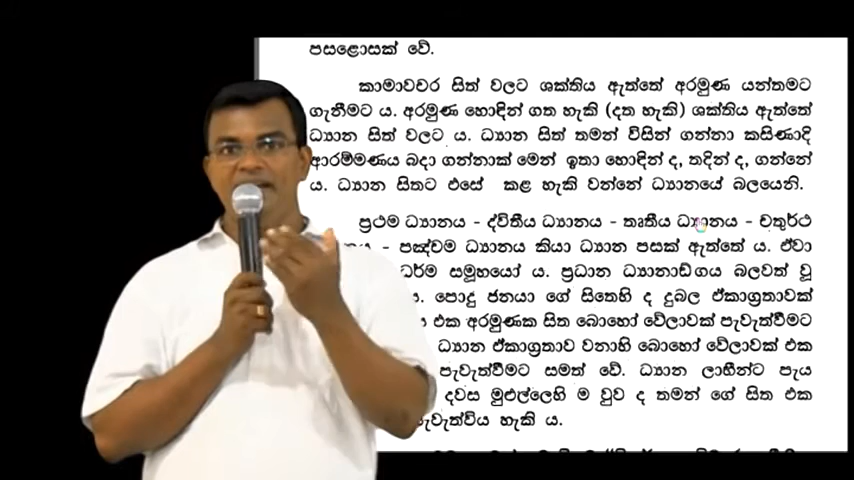 පසළොසක් වේ.
කාමාවචර සිත් වලට ශක්තිය ඇත්තේ අරමුණ යන්තමට
ගැනීමට ය. අරමුණ හොඳින් ගත හැකි (දත හැකි) ශක්තිය ඇත්තේ
ධ්‍යාන සිත් වලට ය. ධ්‍යාන සිත් තමන් විසින් ගන්නා කසිණාදි
ආරම්මණය බදා ගන්නාක් මෙන් ඉතා හොඳින් ද, තදින් ද, ගන්නේ
ය. ධ්‍යාන සිතට එසේ කළ හැකි වන්නේ ධ්‍යානයේ බලයෙනි.
ප්‍රථම ධ්‍යානය - ද්විතීය ධ්‍යානය - තෘතීය ධ්‍යානය - චතුර්ථ
- පඤ්චම ධ්‍යානය කියා ධ්‍යාන පසක් ඇත්තේ ය. ඒවා
ධර්ම සමූහයෝ ය. ප්‍රධාන ධ්‍යානාඞ්ගය බලවත් වූ
ය. පොදු ජනයා ගේ සිතෙහි ද දුබල ඒකාග්‍රතාවක්
එක අරමුණක සිත බොහෝ වේලාවක් පැවැත්වීමට
ධ්‍යාන ඒකාග්‍රතාව වනාහි බොහෝ වේලාවක් එක
පැවැත්වීමට සමත් වේ. ධ්‍යාන ලාභීන්ට පැය
දවස මුළුල්ලෙහි ම වුව ද තමන් ගේ සිත එක
හැකි ය.